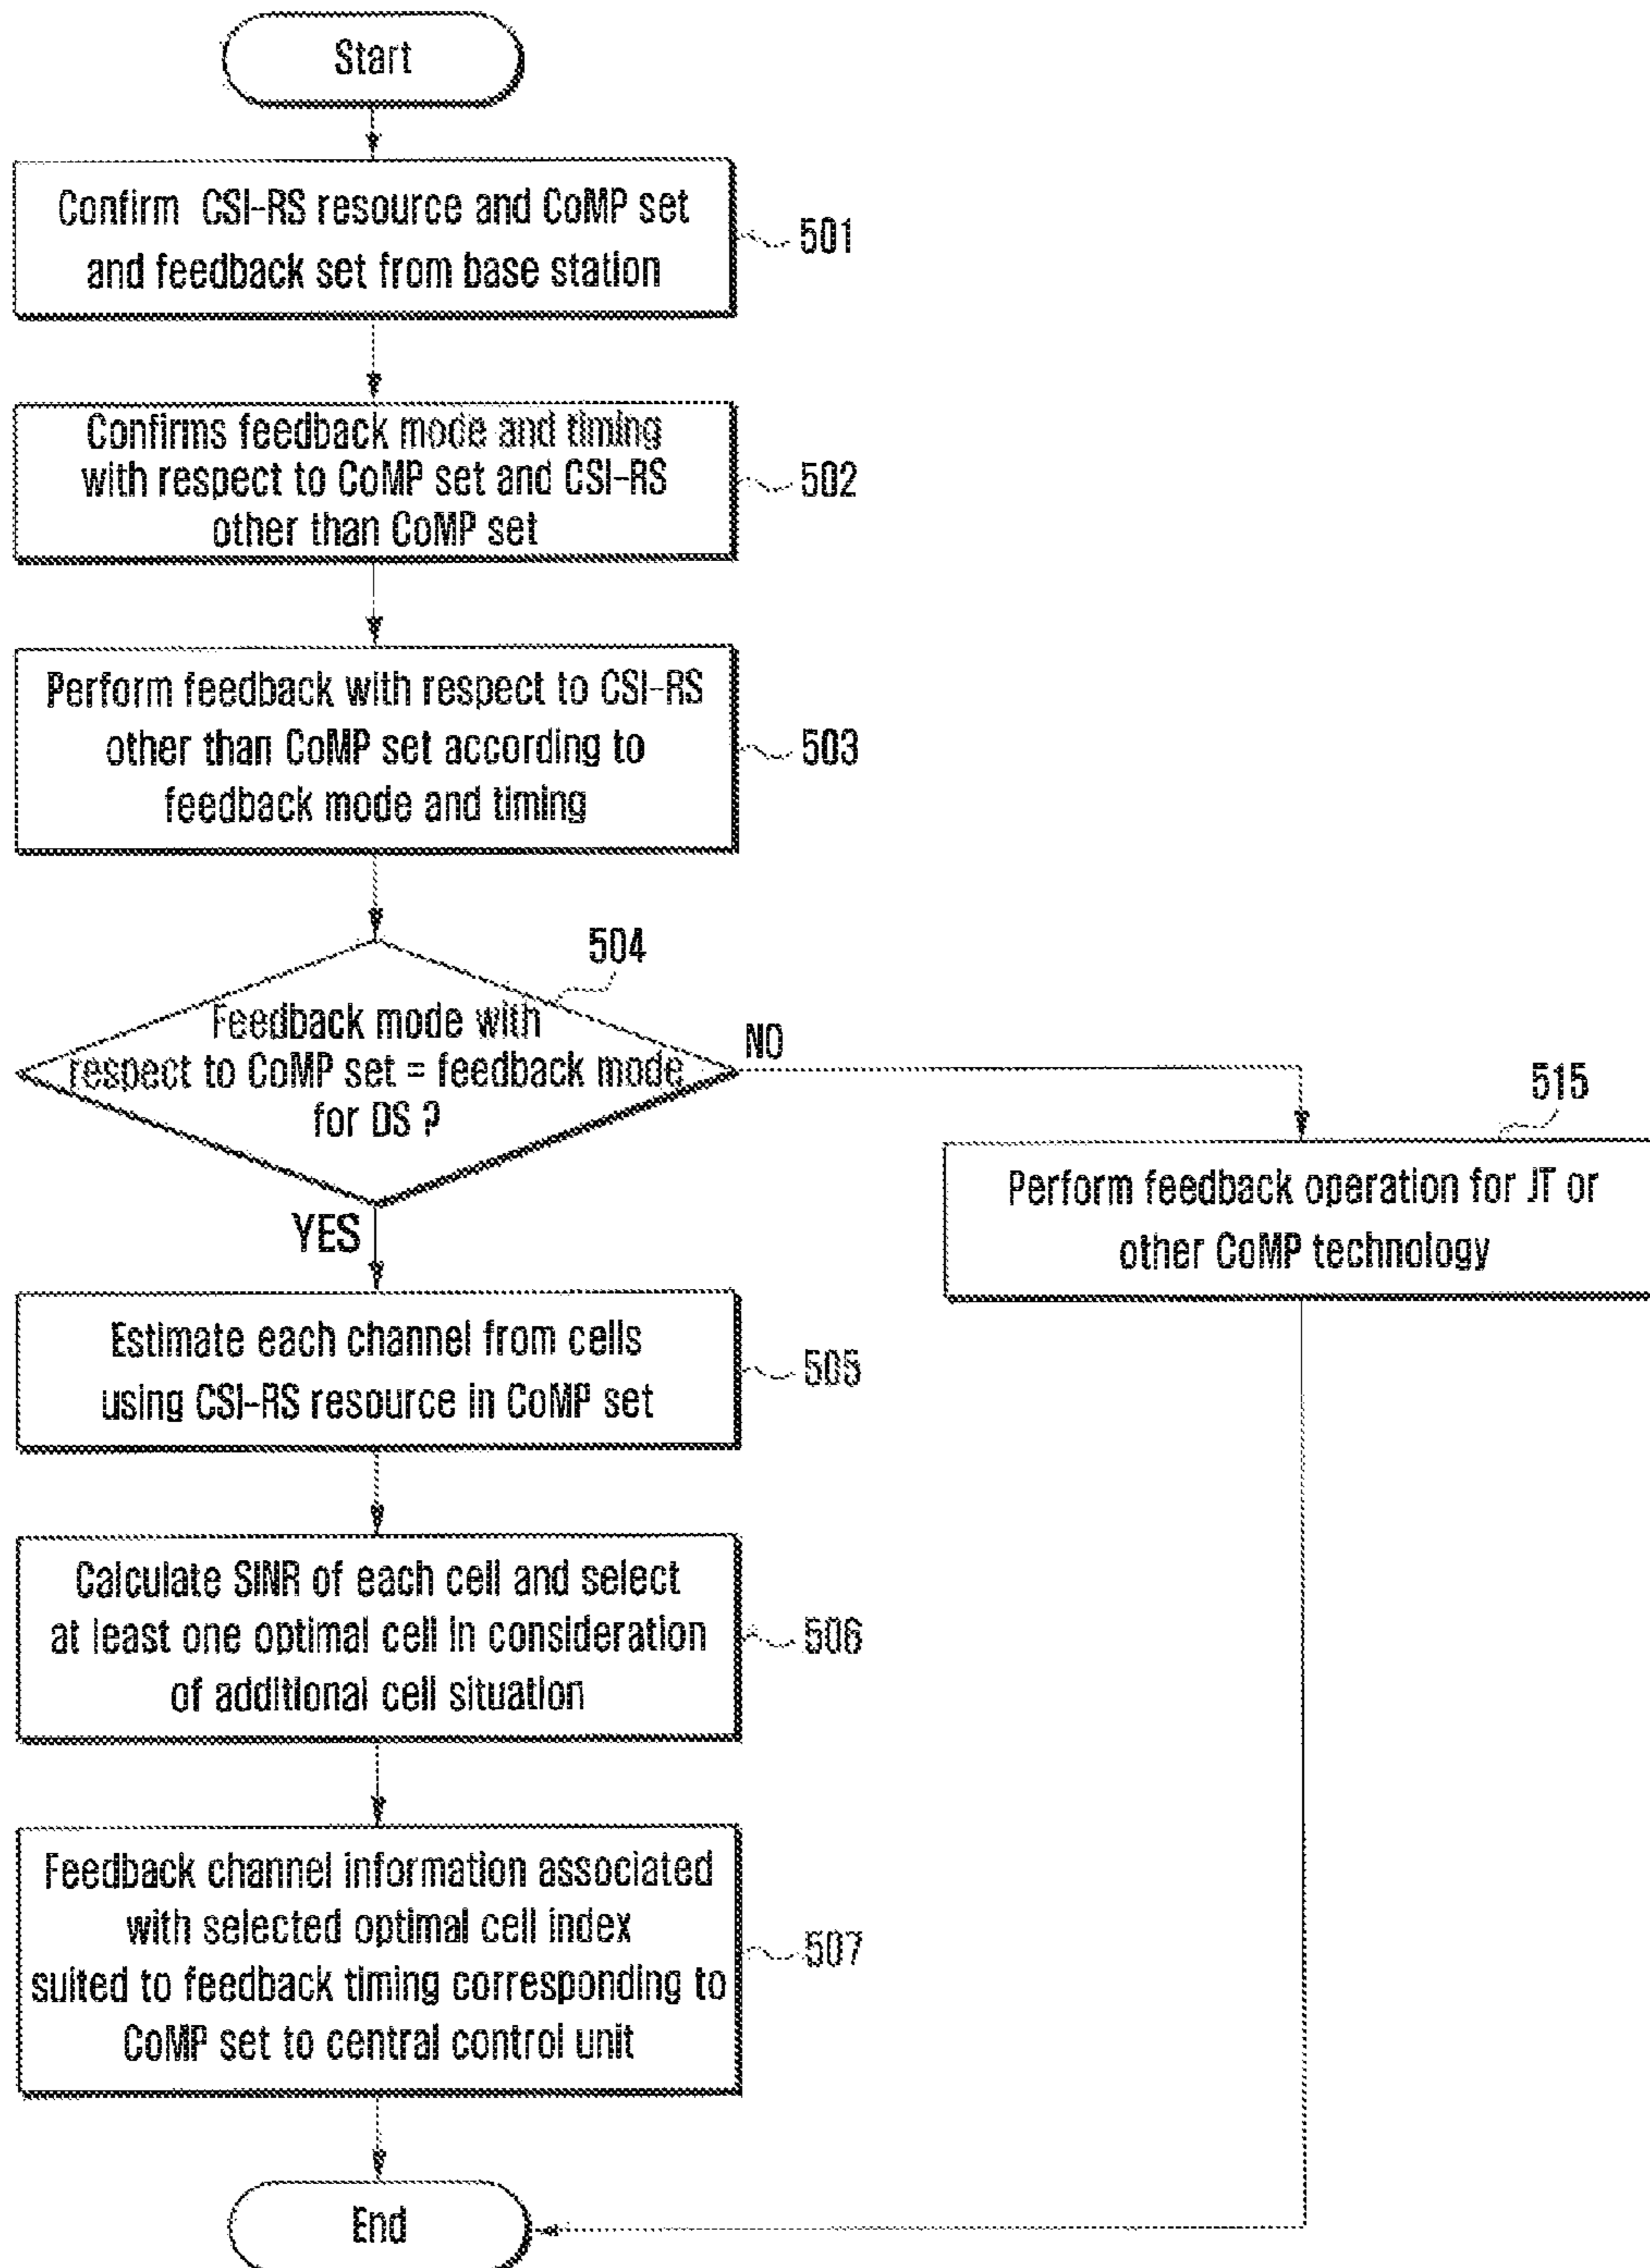 Start
Confirm CSI-RS resource and CoMP set
and feedback set from base station
501
Confirms feedback mode and timing
with respect to CoMP set and CSI-RS
other than CoMP set
502
Perform feedback with respect to CSI-RS
other than CoMP set according to
feedback mode and timing
503
504
Feedback mode with
respect to CoMP set = feedback mode
for DS ?
NO
YES
515
Perform feedback operation for JT or
other CoMP technology
Estimate each channel from cells
using CSI-RS resource in CoMP set
505
Calculate SINR of each cell and select
at least one optimal cell in consideration
of additional cell situation
506
Feedback channel information associated
with selected optimal cell index
suited to feedback timing corresponding to
CoMP set to central control unit
507
End